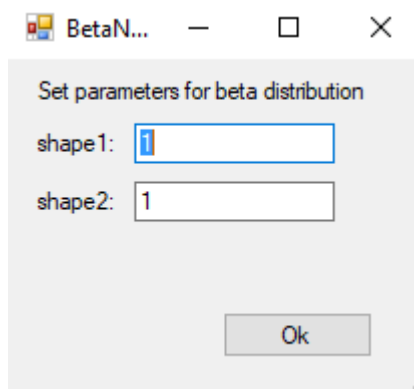 BetaN...
Set parameters for beta distribution
shape1: 1
shape2: 1
Ok